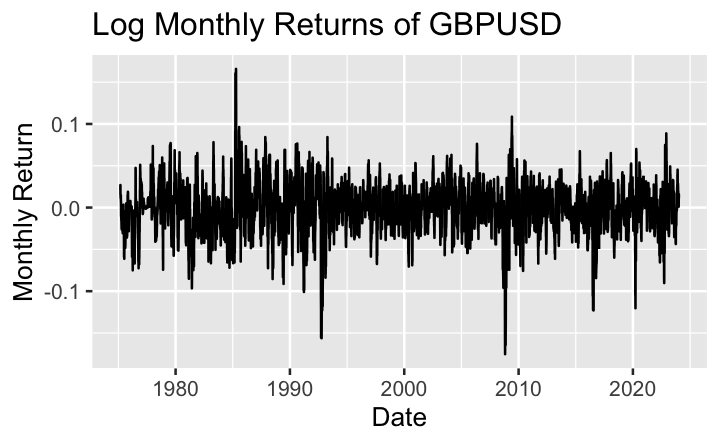 Log Monthly Returns of GBPUSD
Monthly Return
0.1
0.0
-0.1
1980 1990 2000 2010 2020
Date